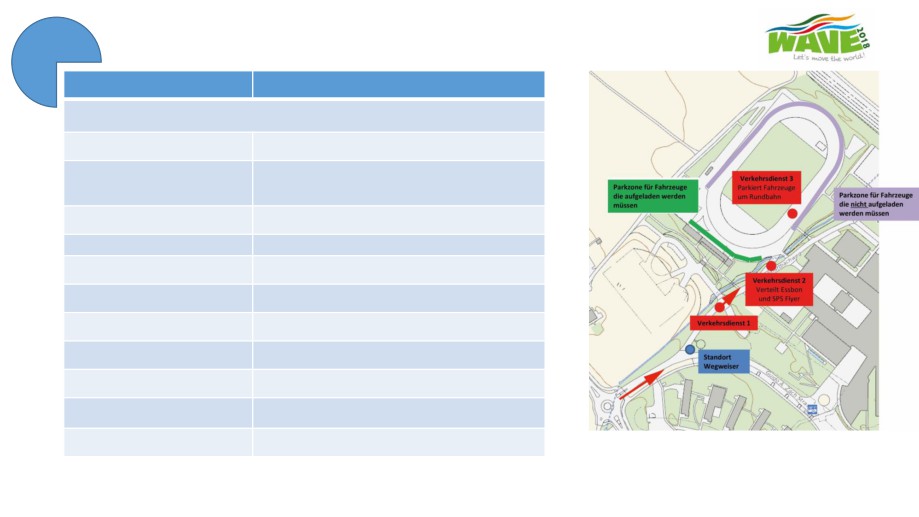 WAVE 2018
Let's move the world!
Verkehrsdienst 3
Parkiert Fahrzeuge
um Rundbahn
Parkzone für Fahrzeuge
die aufgeladen werden
müssen
Parkzone für Fahrzeuge
die nicht aufgeladen
werden müssen
Verkehrsdienst 2
Verteilt Essbon
und SPS Flyer
Verkehrsdienst 1
Standort
Wegweiser